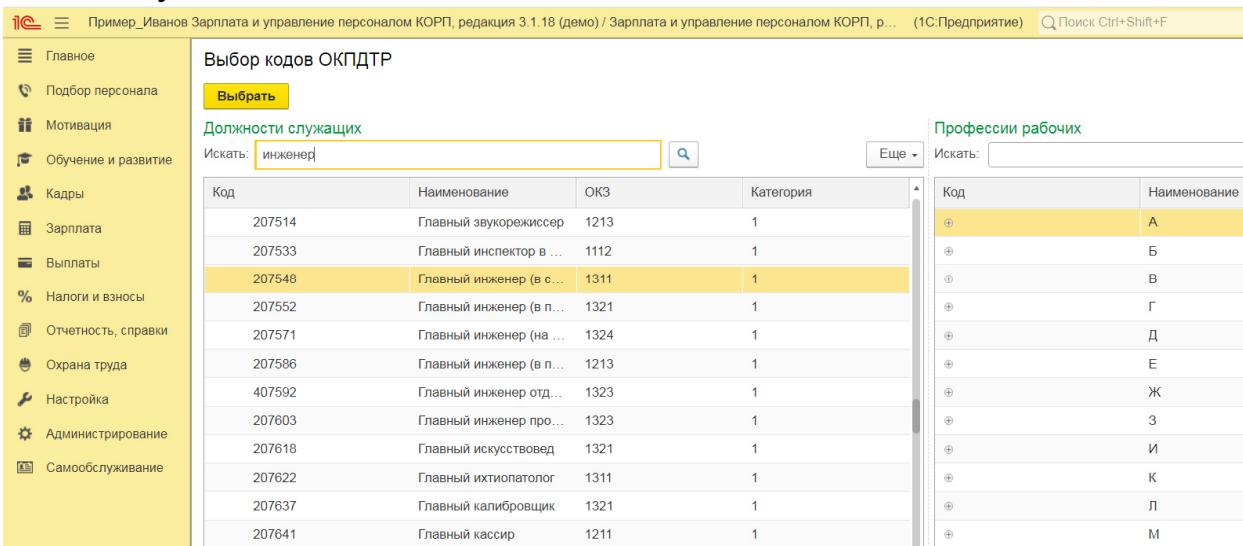 1С Пример_Иванов Зарплата и управление персоналом КОРП, редакция 3.1.18 (демо) / Зарплата и управление персоналом КОРП, р... (1С:Предприятие) Поиск Ctrl+Shift+F
Главное
Подбор персонала
Мотивация
Обучение и развитие
Кадры
Зарплата
Выплаты
Налоги и взносы
Отчетность, справки
Охрана труда
Настройка
Администрирование
Самообслуживание
Выбор кодов ОКПДТР
Выбрать
Должности служащих
Искать: инженер Еще
Код Наименование ОКЗ Категория
207514 Главный звукорежиссер 1213 1
207533 Главный инспектор в ... 1112 1
207548 Главный инженер (в с... 1311 1
207552 Главный инженер (в п... 1321 1
207571 Главный инженер (на ... 1324 1
207586 Главный инженер (в п... 1213 1
407592 Главный инженер отд... 1323 1
207603 Главный инженер про... 1323 1
207618 Главный искусствовед 1321 1
207622 Главный ихтиопатолог 1311 1
207637 Главный калибровщик 1321 1
207641 Главный кассир 1211 1
Профессии рабочих
Искать:
Код Наименование
А
Б
В
Г
Д
Е
Ж
З
И
К
Л
М